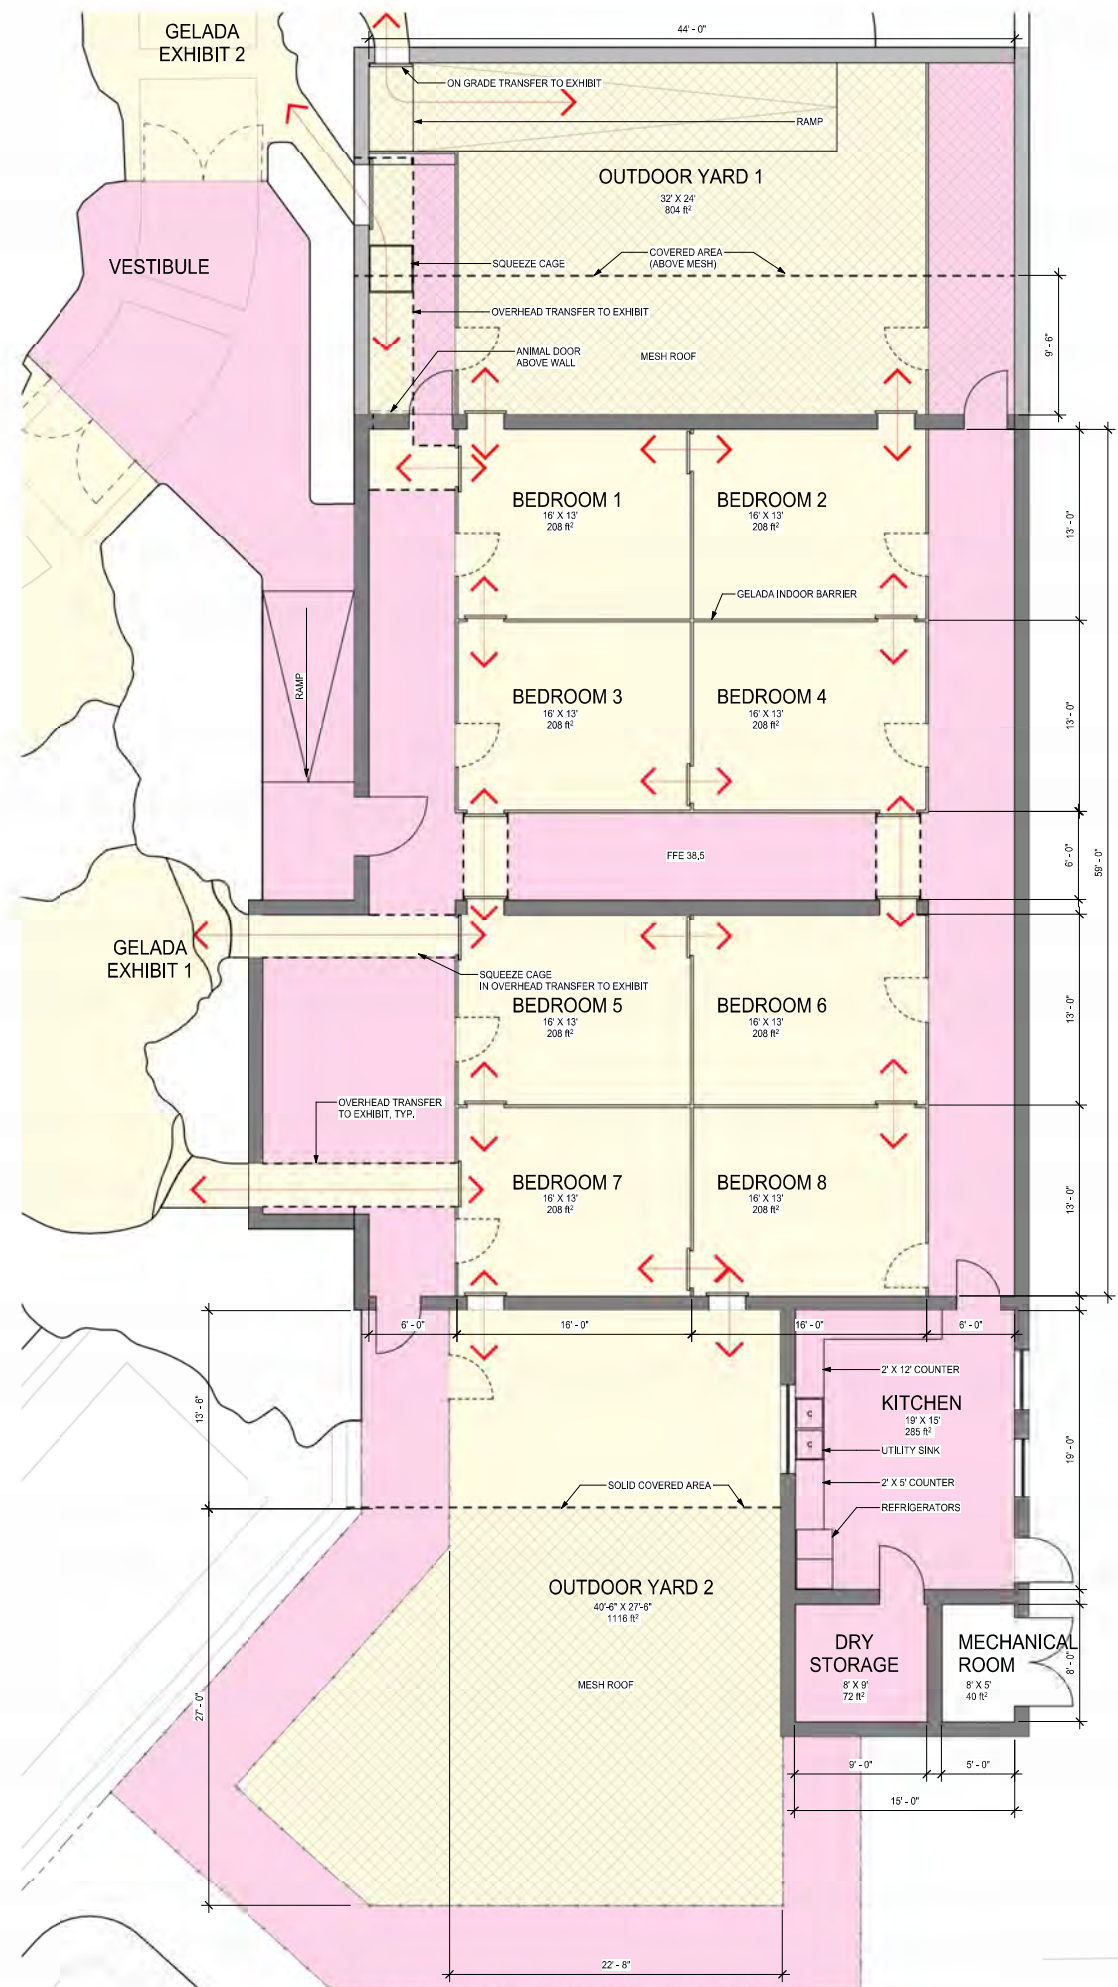 GELADA
EXHIBIT 2
44' - 0"
ON GRADE TRANSFER TO EXHIBIT
RAMP
OUTDOOR YARD 1
32' X 24'
804 ft²
VESTIBULE
SQUEEZE CAGE
COVERED AREA
(ABOVE MESH)
OVERHEAD TRANSFER TO EXHIBIT
ANIMAL DOOR
ABOVE WALL
MESH ROOF
9' - 6"
BEDROOM 1
16' X 13'
208 ft²
BEDROOM 2
16' X 13'
208 ft²
13' - 0"
GELADA INDOOR BARRIER
RAMP
BEDROOM 3
16' X 13'
208 ft²
BEDROOM 4
16' X 13'
208 ft²
13' - 0"
FFE 38.5
6' - 0"
59' - 0"
GELADA
EXHIBIT 1
SQUEEZE CAGE
IN OVERHEAD TRANSFER TO EXHIBIT
BEDROOM 5
16' X 13'
208 ft²
BEDROOM 6
16' X 13'
208 ft²
13' - 0"
OVERHEAD TRANSFER
TO EXHIBIT, TYP.
BEDROOM 7
16' X 13'
208 ft²
BEDROOM 8
16' X 13'
208 ft²
13' - 0"
6' - 0"
16' - 0"
16' - 0"
6' - 0"
13' - 6"
2' X 12' COUNTER
KITCHEN
19' X 15'
285 ft²
C
C
UTILITY SINK
19' - 0"
2' X 5' COUNTER
SOLID COVERED AREA
REFRIGERATORS
OUTDOOR YARD 2
40'-6" X 27'-6"
1116 ft²
MESH ROOF
27' - 0"
DRY
STORAGE
8' X 9'
72 ft²
MECHANICAL
ROOM
8' X 5'
40 ft²
8' - 0"
9' - 0"
5' - 0"
15' - 0"
22' - 8"